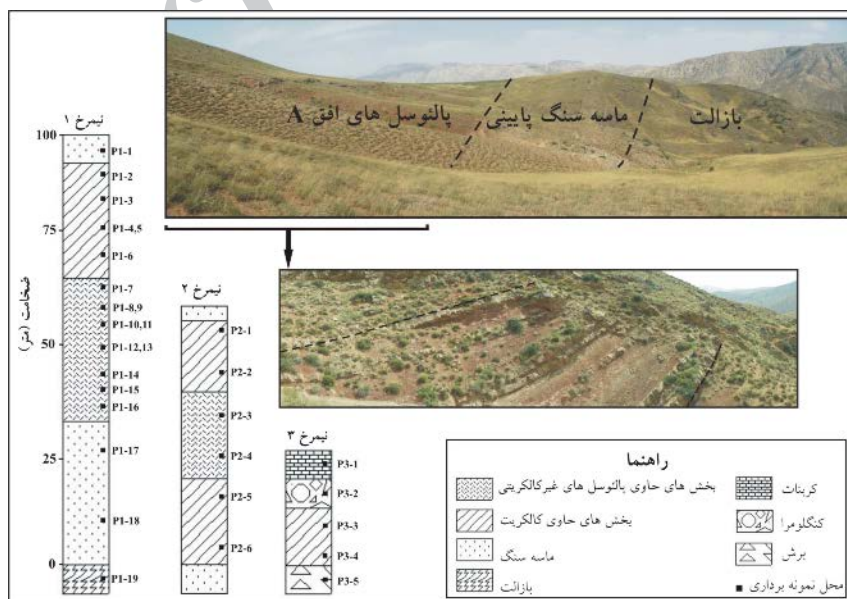 پالئوسل های افق A
ماسه سنگ پایینی
بازالت
نیمرخ ۱
100
75
50
25
0
ضخامت (متر)
P1-1
P1-2
P1-3
P1-4,5
P1-6
P1-7
P1-8,9
P1-10,11
P1-12,13
P1-14
P1-15
P1-16
P1-17
P1-18
P1-19
نیمرخ ۲
P2-1
P2-2
P2-3
P2-4
P2-5
P2-6
نیمرخ ۳
P3-1
P3-2
P3-3
P3-4
P3-5
راهنما
بخش های حاوی پالئوسل های غیرکالکریتی
بخش های حاوی کالکریت
ماسه سنگ
بازالت
کربنات
کنگلومرا
برش
محل نمونه برداری